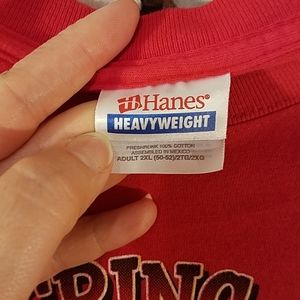 Hanes®
HEAVYWEIGHT
PRESHRUNK 100% COTTON
ASSEMBLED IN MEXICO
ADULT 2XL (50-52)/2TG/2XG